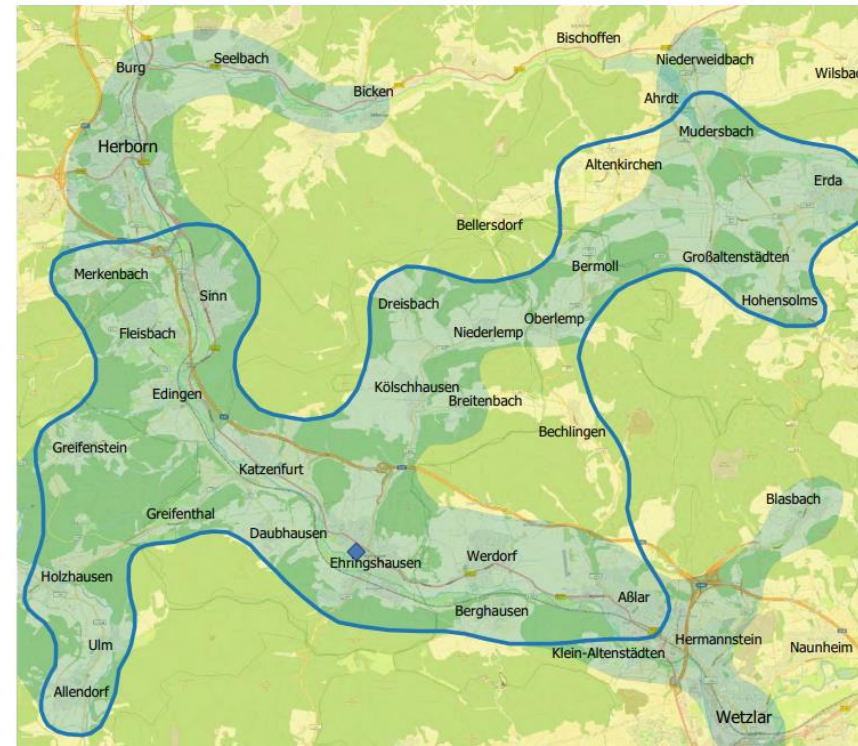 Bischoffen
Seelbach
Niederweidbach
Burg
Wilsbac
Bicken
Ahrdt
Mudersbach
Herborn
Altenkirchen
Erda
Bellersdorf
Großaltenstädten
Bermoll
Merkenbach
Sinn
Hohensolms
Dreisbach
Oberlemp
Niederlemp
Fleisbach
Kölschhausen
Edingen
Breitenbach
Bechlingen
Greifenstein
Katzenfurt
Blasbach
Greifenthal
Daubhausen
Werdorf
Ehringshausen
Holzhausen
Aßlar
Berghausen
Hermannstein
Ulm
Naunheim
Klein-Altenstädten
Allendorf
Wetzlar